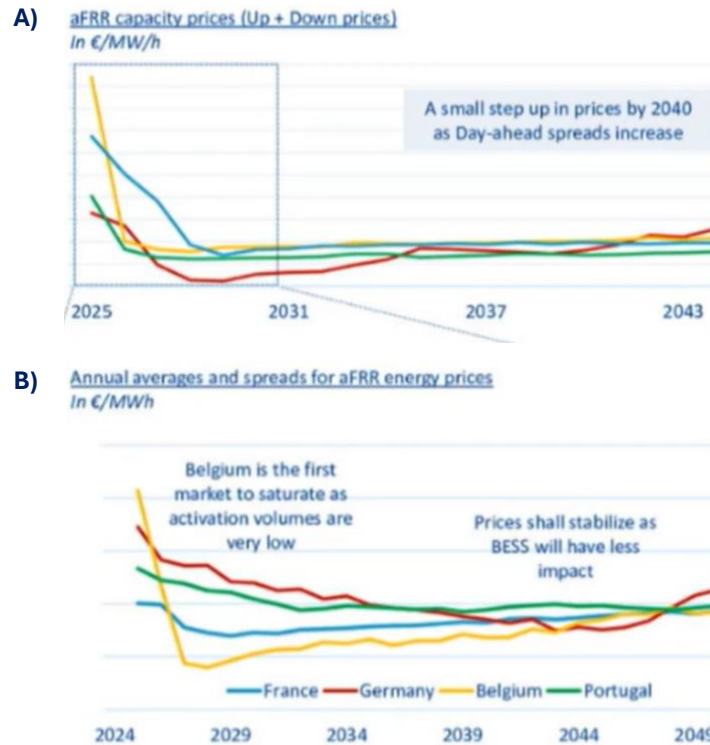 A)
aFRR capacity prices (Up + Down prices)
In €/MW/h
A small step up in prices by 2040
as Day-ahead spreads increase
2025 2031 2037 2043
B)
Annual averages and spreads for aFRR energy prices
In €/MWh
Belgium is the first
market to saturate as
activation volumes are
very low
Prices shall stabilize as
BESS will have less
impact
France Germany Belgium Portugal
2024 2029 2034 2039 2044 2049